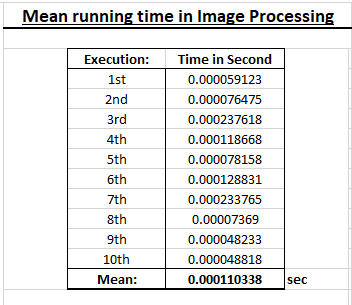 Mean running time in Image Processing
Execution: Time in Second
1st 0.000059123
2nd 0.000076475
3rd 0.000237618
4th 0.000118668
5th 0.000078158
6th 0.000128831
7th 0.000233765
8th 0.00007369
9th 0.000048233
10th 0.000048818
Mean: 0.000110338 sec